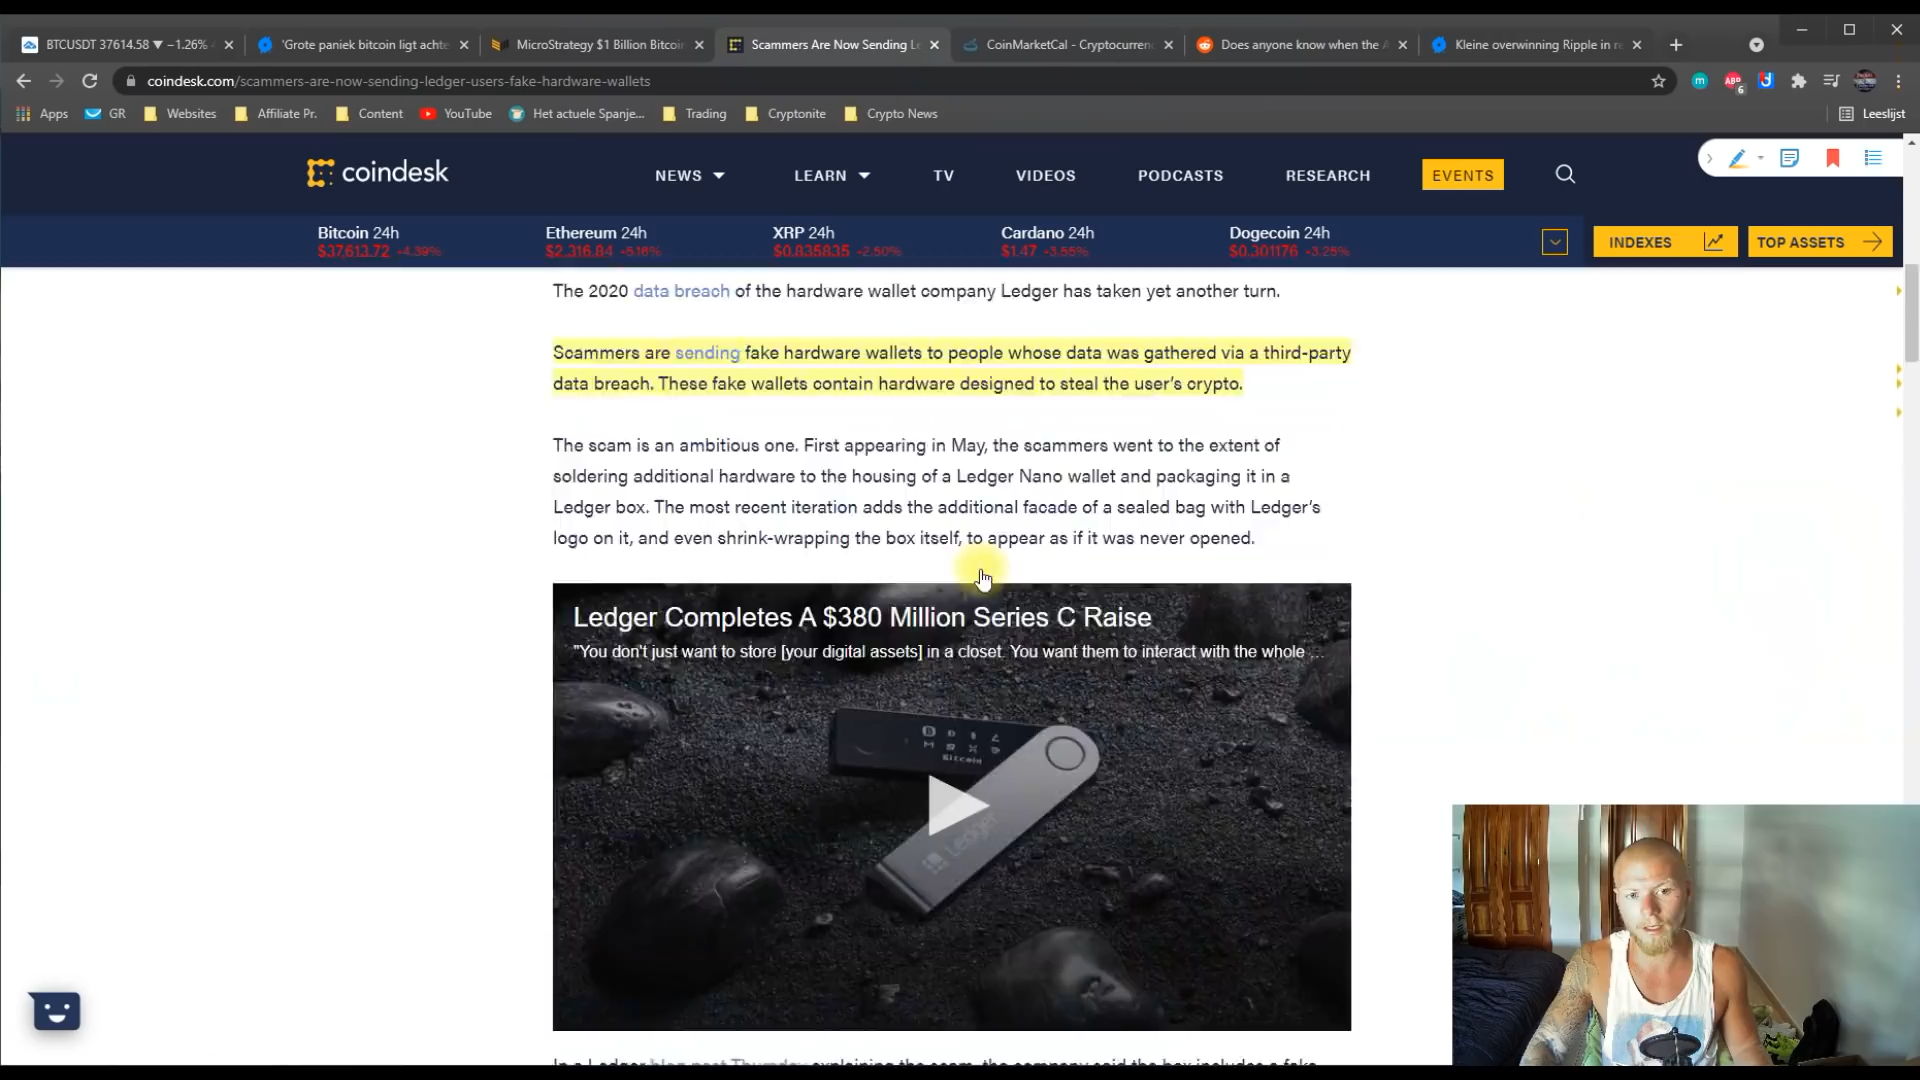 BTCUSDT 37614.58 ▼ −1.26%
'Grote paniek bitcoin ligt achte
MicroStrategy $1 Billion Bitcoin
Scammers Are Now Sending Le
CoinMarketCal - Cryptocurrenc
Does anyone know when the
Kleine overwinning Ripple in re
coindesk.com/scammers-are-now-sending-ledger-users-fake-hardware-wallets
ABP
6
Apps
GR
Websites
Affiliate Pr.
Content
YouTube
Het actuele Spanje...
Trading
Cryptonite
Crypto News
Leeslijst
coindesk
NEWS
LEARN
TV
VIDEOS
PODCASTS
RESEARCH
EVENTS
Bitcoin 24h
$37,613.72 -4.39%
Ethereum 24h
$2,316.84 -5.16%
XRP 24h
$0.835835 -2.50%
Cardano 24h
$1.47 -3.55%
Dogecoin 24h
$0.301176 -3.25%
INDEXES
TOP ASSETS
The 2020 data breach of the hardware wallet company Ledger has taken yet another turn.
Scammers are sending fake hardware wallets to people whose data was gathered via a third-party
data breach. These fake wallets contain hardware designed to steal the user's crypto.
The scam is an ambitious one. First appearing in May, the scammers went to the extent of
soldering additional hardware to the housing of a Ledger Nano wallet and packaging it in a
Ledger box. The most recent iteration adds the additional facade of a sealed bag with Ledger's
logo on it, and even shrink-wrapping the box itself, to appear as if it was never opened.
Ledger Completes A $380 Million Series C Raise
"You don't just want to store [your digital assets] in a closet. You want them to interact with the whole ...
Bitcoin
Ledger
In a Ledger blog post Thursday explaining the scam, the company said the box includes a fake